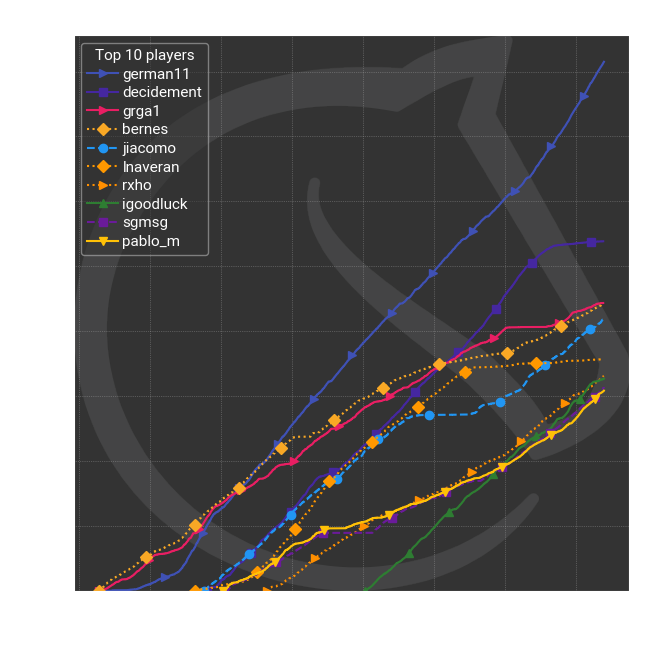 Top 10 players
german11
decidement
grga1
bernes
jiacomo
lnaveran
rxho
igoodluck
sgmsg
pablo_m